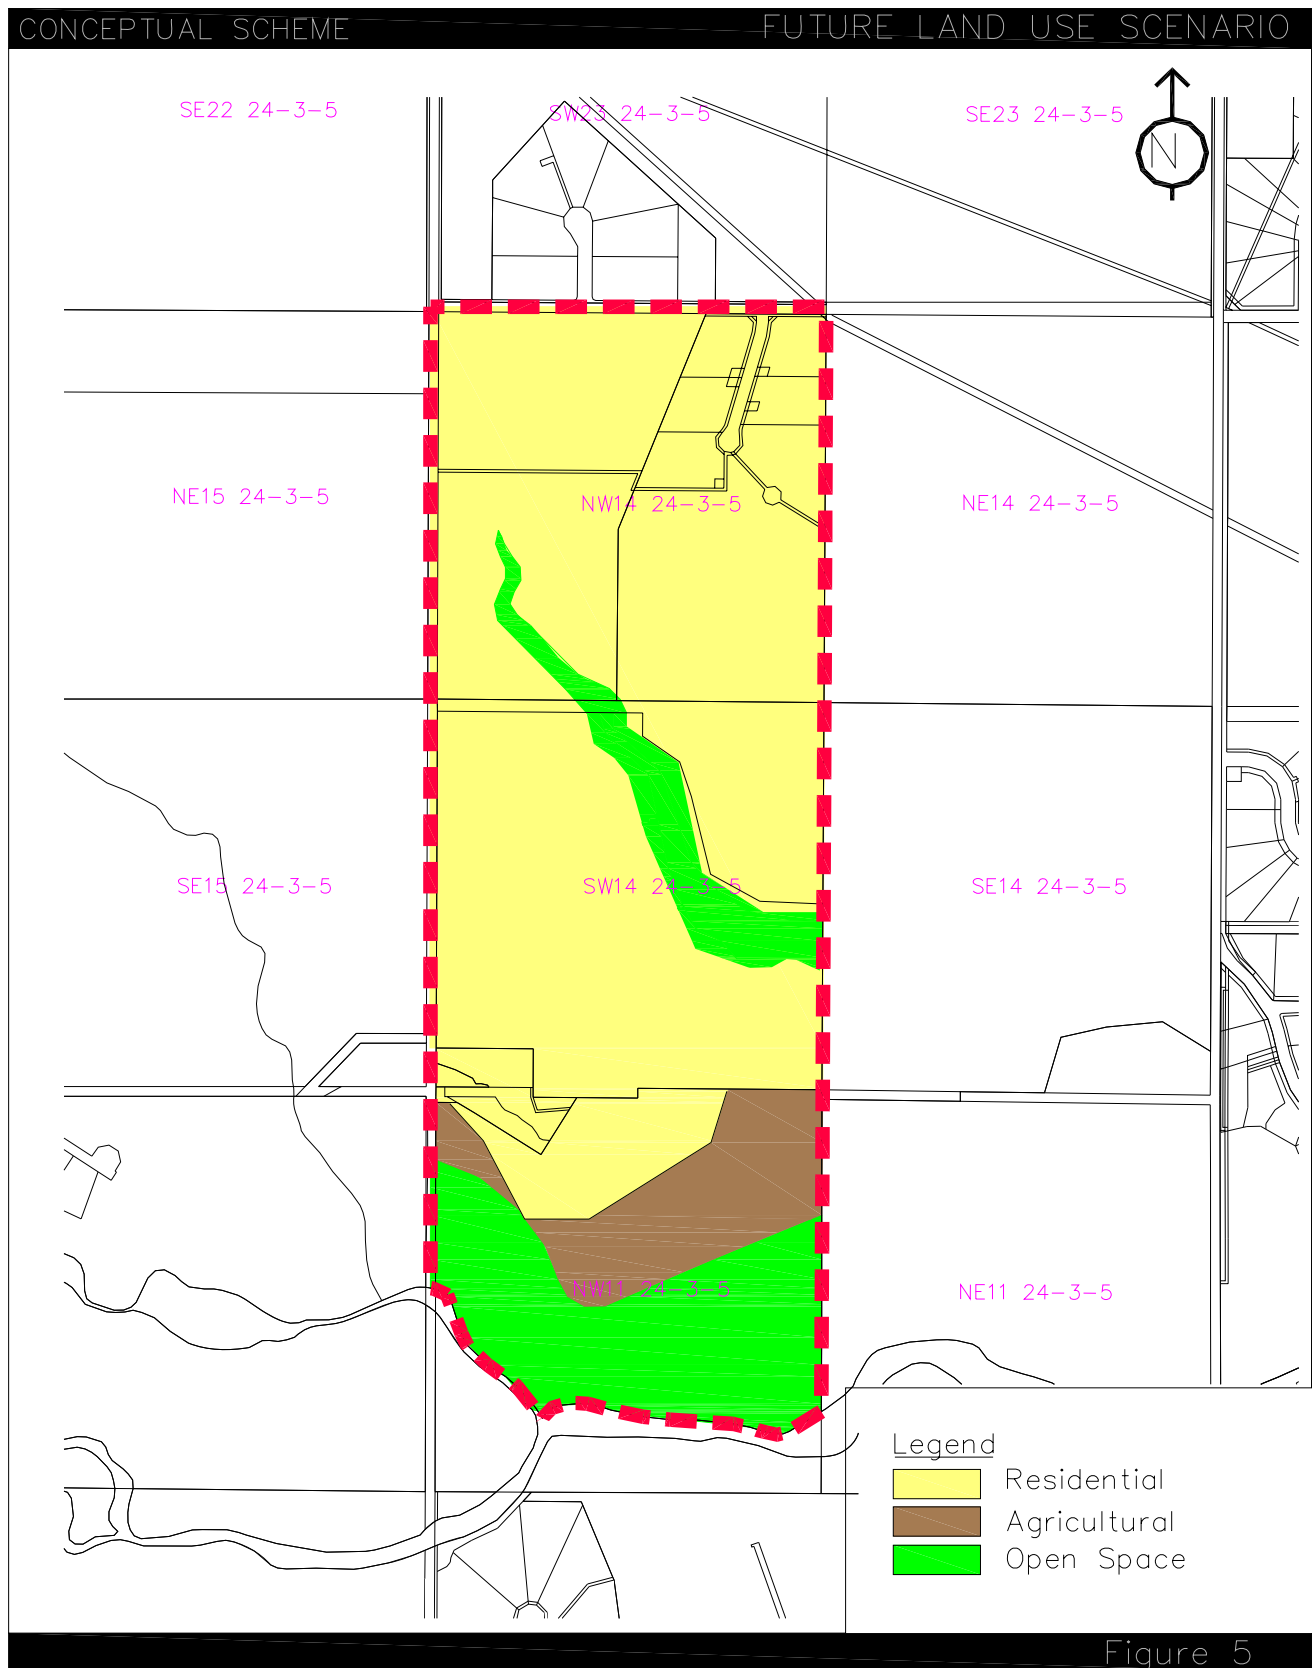 CONCEPTUAL SCHEME
FUTURE LAND USE SCENARIO
SE22 24-3-5
SW23 24-3-5
SE23 24-3-5
N
NE15 24-3-5
NW14 24-3-5
NE14 24-3-5
SE15 24-3-5
SW14 24-3-5
SE14 24-3-5
NW11 24-3-5
NE11 24-3-5
Legend
Residential
Agricultural
Open Space
Figure 5